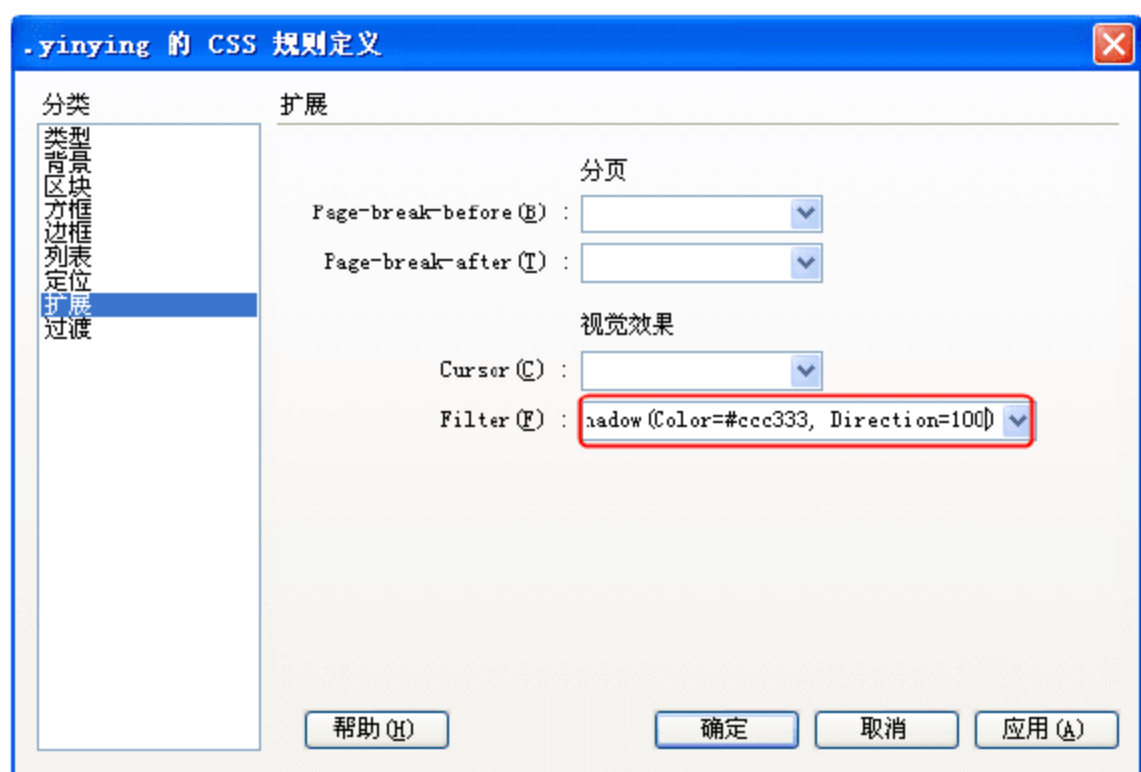 .yinying 的 CSS 规则定义
分类
扩展
类型
背景
区块
方框
边框
列表
定位
扩展
过渡
分页
Page-break-before(B) :
Page-break-after(T) :
视觉效果
Cursor(C) :
Filter(F) : hadow(Color=#ccc333, Direction=100)
帮助(H) 确定 取消 应用(A)